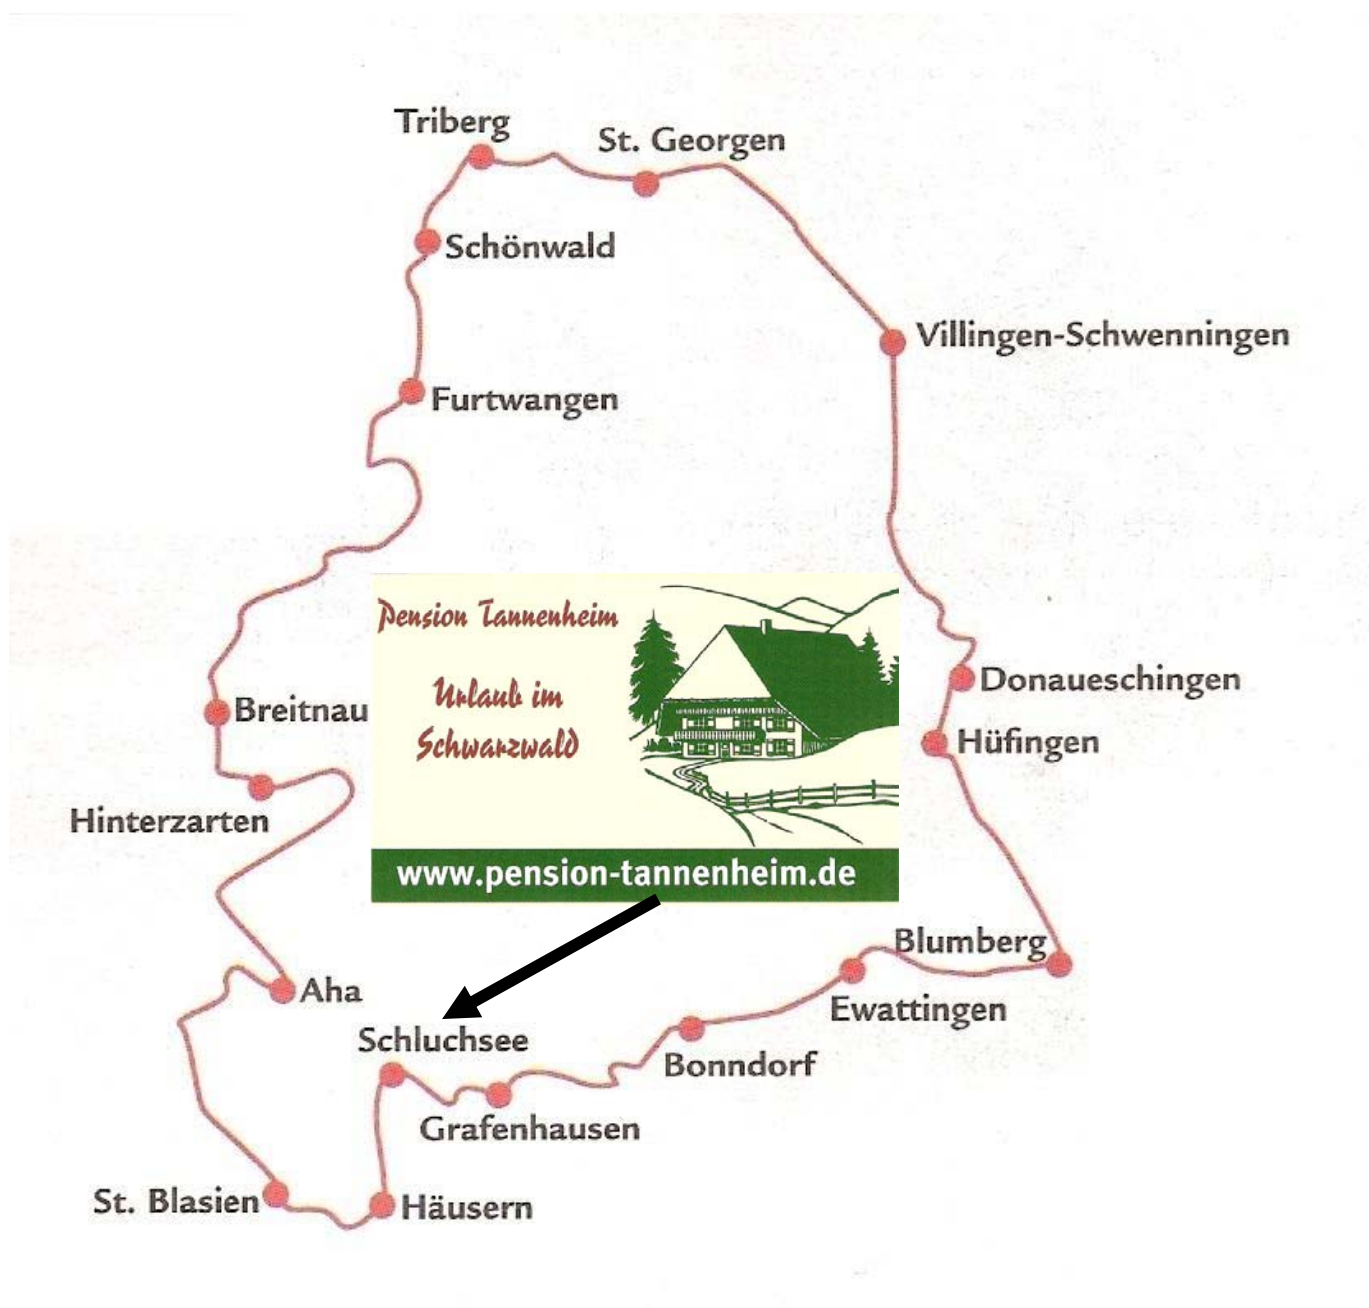 Triberg
St. Georgen
Schönwald
Villingen-Schwenningen
Furtwangen
Pension Tannenheim
Urlaub im
Schwarzwald
Donaueschingen
Breitnau
Hüfingen
Hinterzarten
www.pension-tannenheim.de
Blumberg
Aha
Ewattingen
Schluchsee
Bonndorf
Grafenhausen
St. Blasien
Häusern